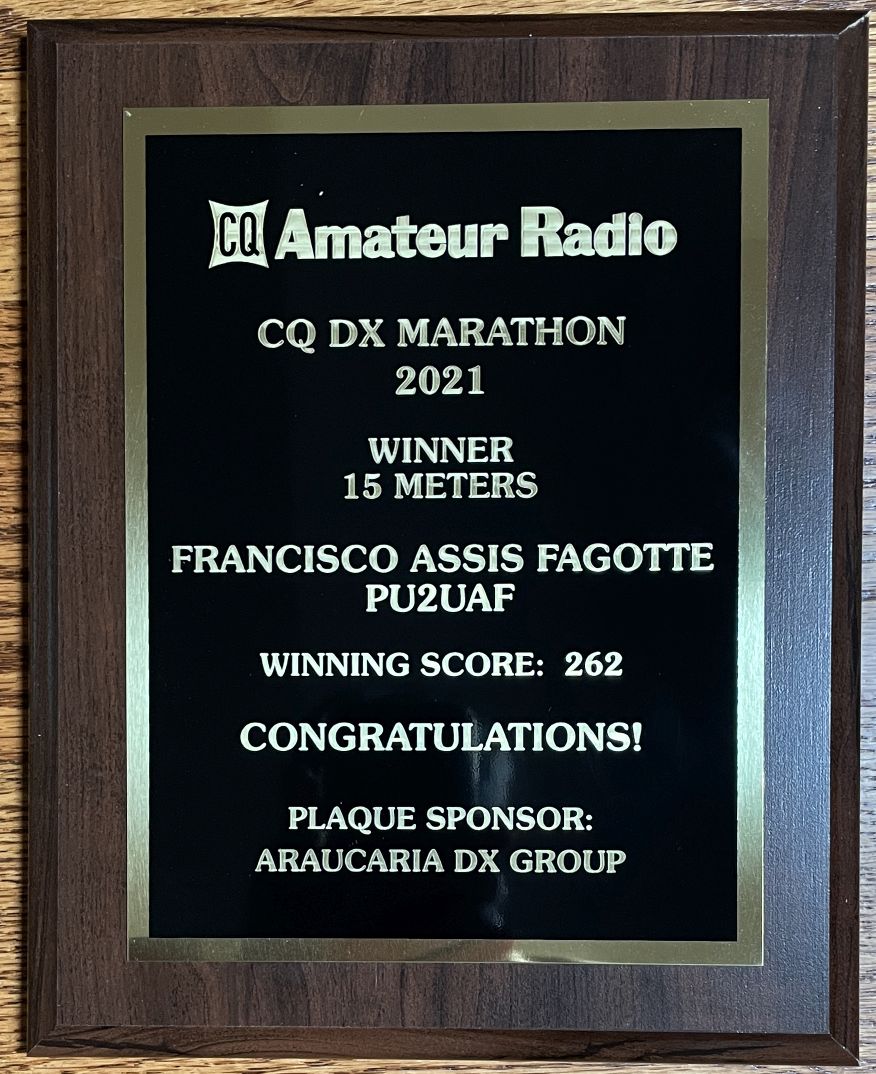 CQ Amateur Radio
CQ DX MARATHON
2021
WINNER
15 METERS
FRANCISCO ASSIS FAGOTTE
PU2UAF
WINNING SCORE: 262
CONGRATULATIONS!
PLAQUE SPONSOR:
ARAUCARIA DX GROUP